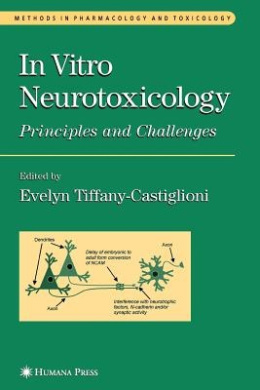 METHODS IN PHARMACOLOGY AND TOXICOLOGY
In Vitro
Neurotoxicology
Principles and Challenges
Edited by
Evelyn Tiffany-Castiglioni
Dendrites
Delay of embryonic to
adult form conversion
of NCAM
Axon
Interference with neurotrophic
factors, N-cadherin and/or
synaptic activity
Axon
HUMANA PRESS